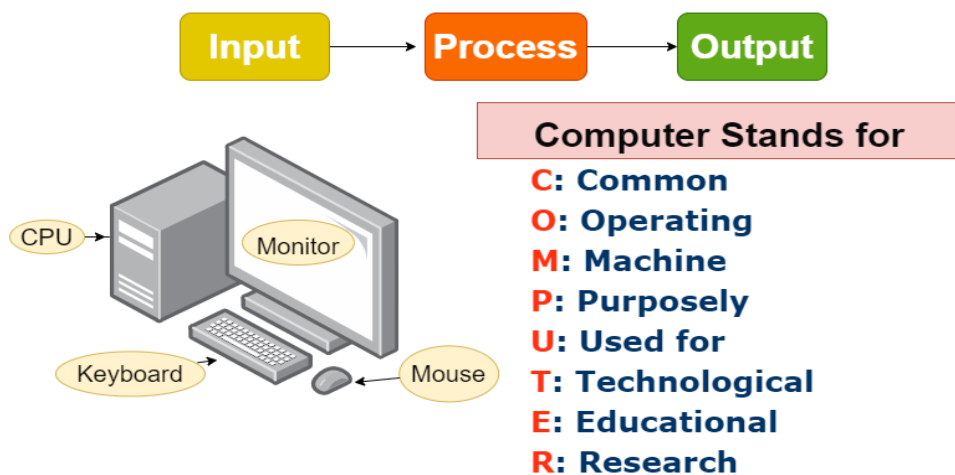 Input Process Output
Computer Stands for
C: Common
O: Operating
M: Machine
P: Purposely
U: Used for
T: Technological
E: Educational
R: Research
CPU
Monitor
Keyboard
Mouse